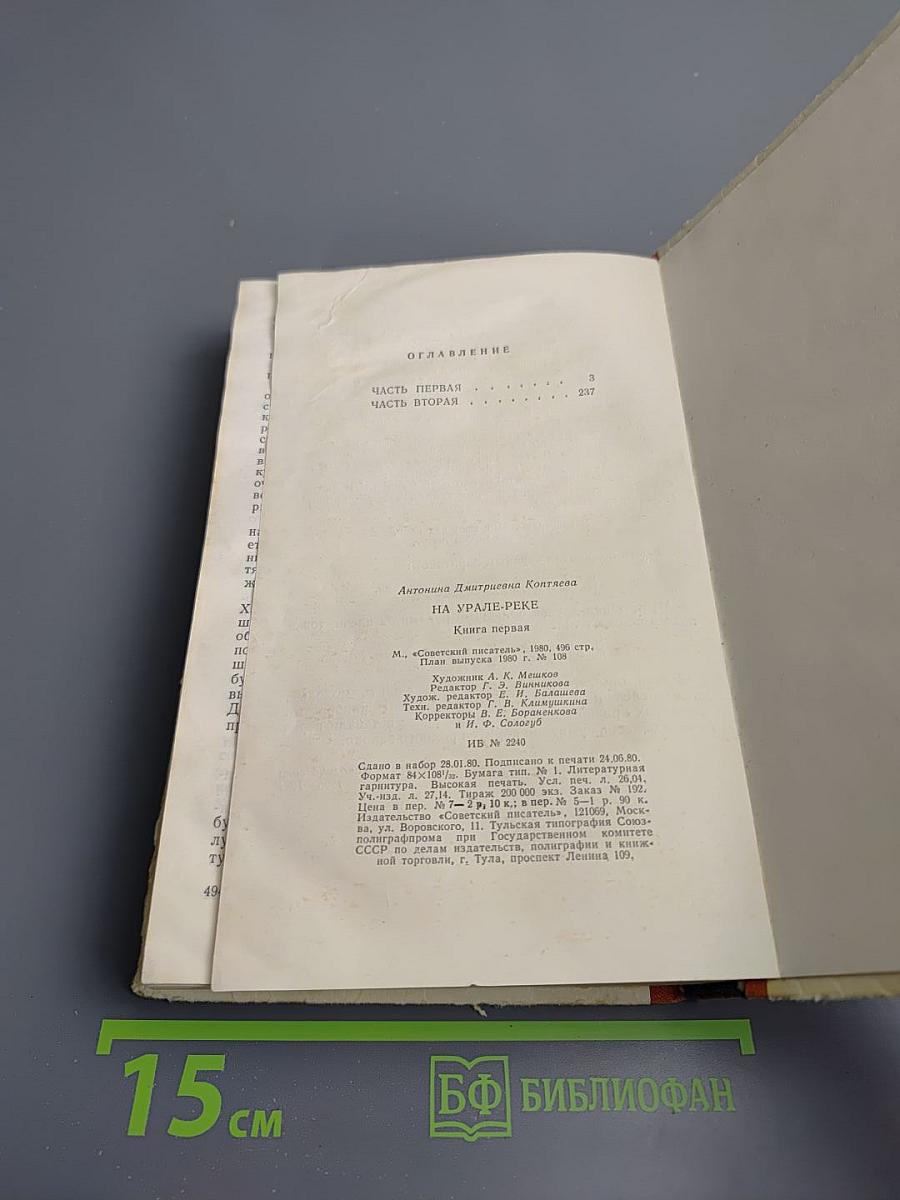 ОГЛАВЛЕНИЕ
ЧАСТЬ ПЕРВАЯ . . . . . . . 3
ЧАСТЬ ВТОРАЯ . . . . . . . . 237
Антонина Дмитриевна Коптяева
НА УРАЛЕ-РЕКЕ
Книга первая
М., «Советский писатель», 1980, 496 стр.
План выпуска 1980 г. № 108
Художник А. К. Мешков
Редактор Г. Э. Винникова
Худож. редактор Е. И. Балашева
Техн. редактор Г. В. Климушкина
Корректоры В. Е. Бораненкова
и И. Ф. Сологуб
ИБ № 2240
Сдано в набор 28.01.80. Подписано к печати 24.06.80.
Формат 84×108¹/₃₂. Бумага тип. № 1. Литературная
гарнитура. Высокая печать. Усл. печ. л. 26,04.
Уч.-изд. л. 27,14. Тираж 200 000 экз. Заказ № 192.
Цена в пер. № 7—2 р. 10 к.; в пер. № 5—1 р. 90 к.
Издательство «Советский писатель», 121069, Моск-
ва, ул. Воровского, 11. Тульская типография Союз-
полиграфпрома при Государственном комитете
СССР по делам издательств, полиграфии и книж-
ной торговли, г. Тула, проспект Ленина, 109.
15 см
БФ БИБЛИОФАН